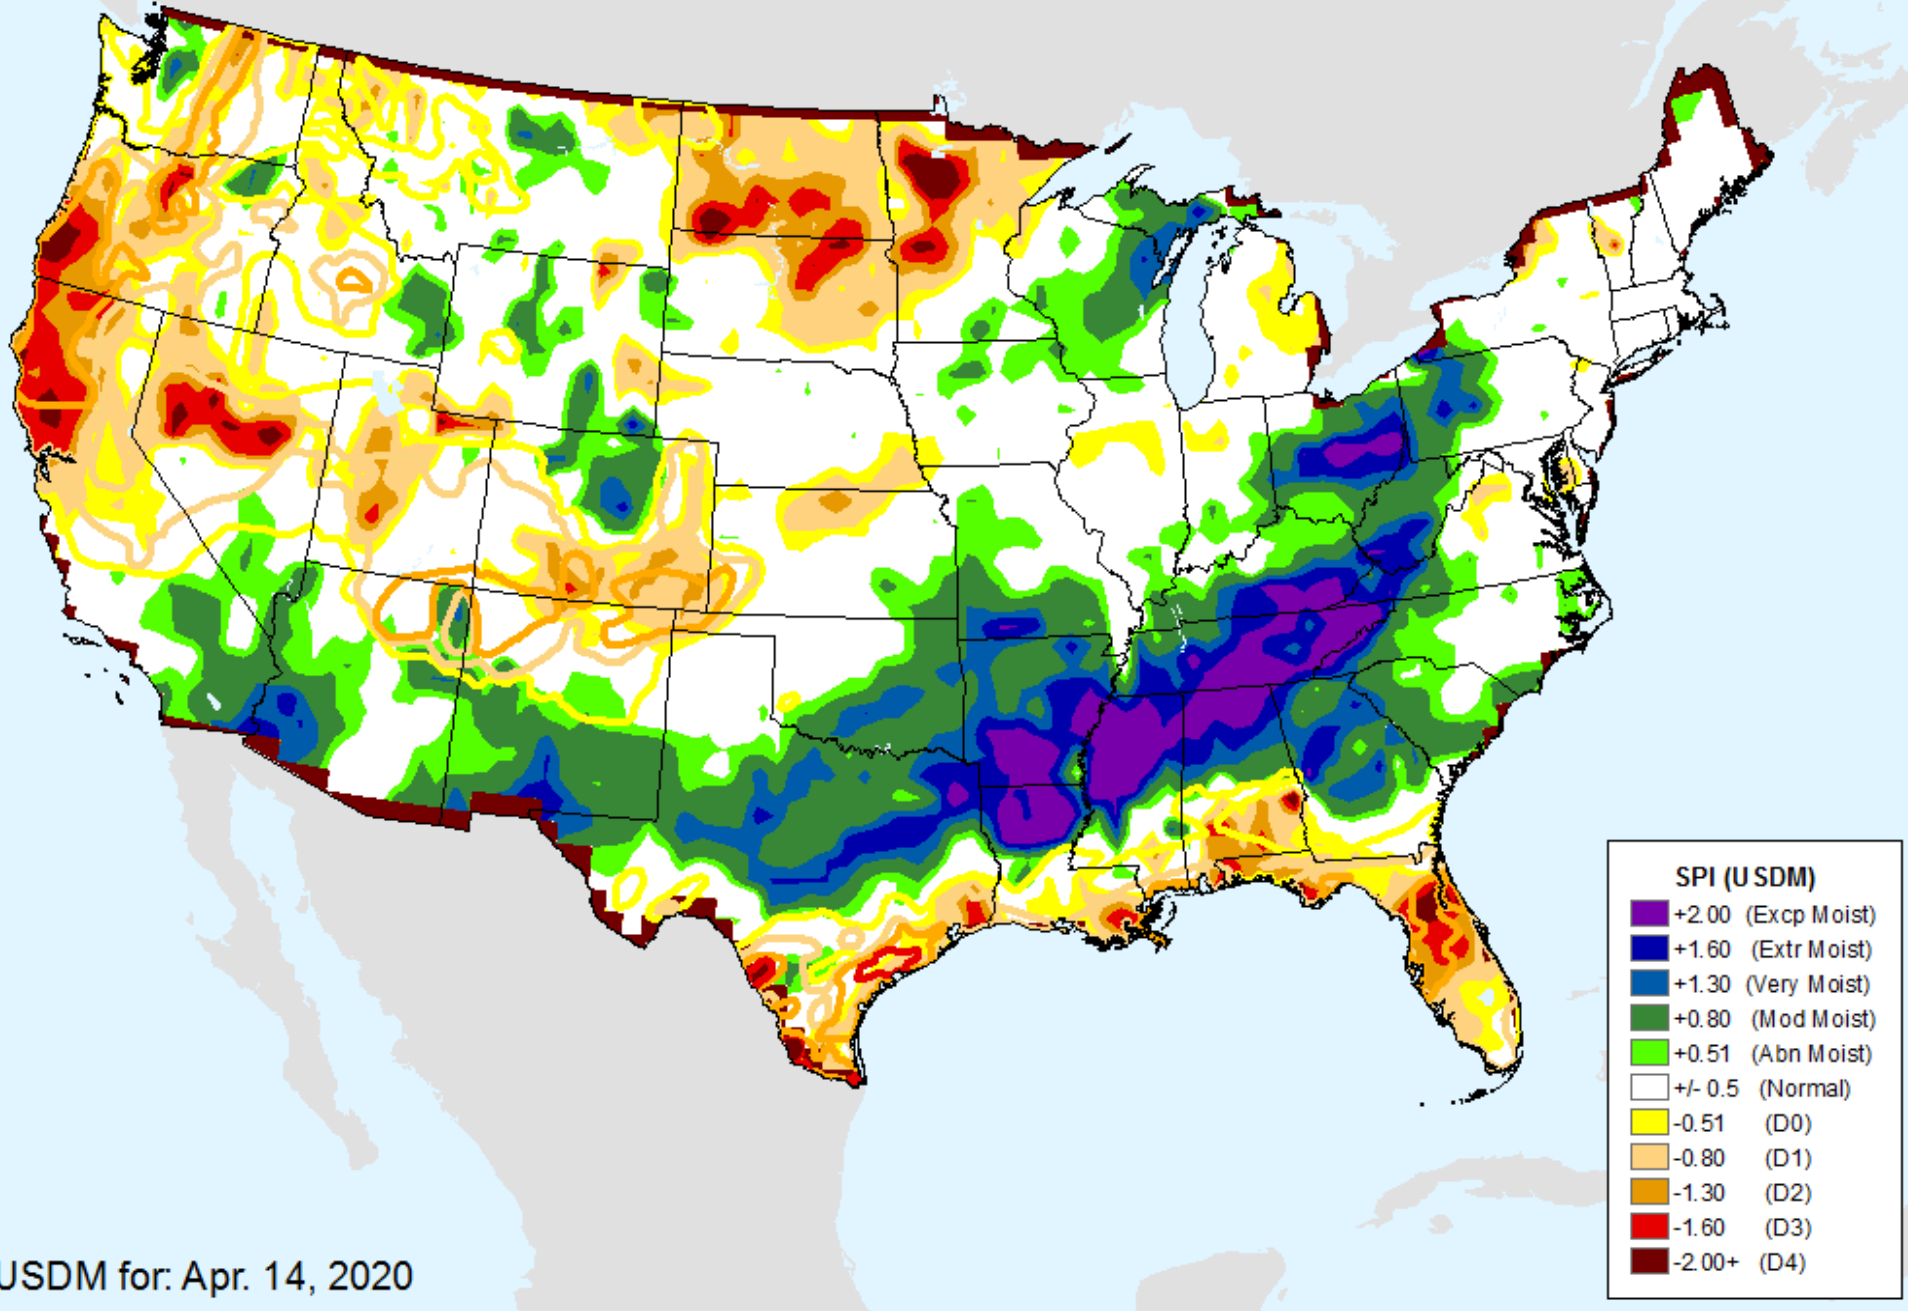 SPI (USDM)
+2.00 (Excp Moist)
+1.60 (Extr Moist)
+1.30 (Very Moist)
+0.80 (Mod Moist)
+0.51 (Abn Moist)
+/- 0.5 (Normal)
-0.51 (D0)
-0.80 (D1)
-1.30 (D2)
-1.60 (D3)
-2.00+ (D4)
USDM for: Apr. 14, 2020